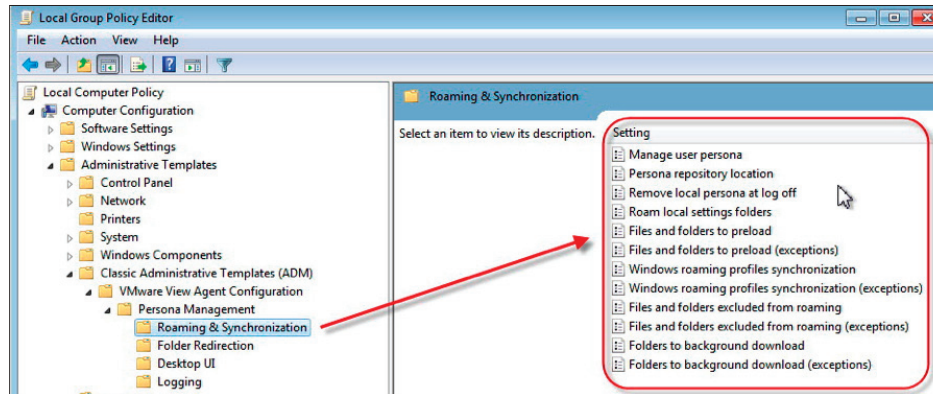 Local Group Policy Editor
File Action View Help
Local Computer Policy
Computer Configuration
Software Settings
Windows Settings
Administrative Templates
Control Panel
Network
Printers
System
Windows Components
Classic Administrative Templates (ADM)
VMware View Agent Configuration
Persona Management
Roaming & Synchronization
Folder Redirection
Desktop UI
Logging
Roaming & Synchronization
Select an item to view its description.
Setting
Manage user persona
Persona repository location
Remove local persona at log off
Roam local settings folders
Files and folders to preload
Files and folders to preload (exceptions)
Windows roaming profiles synchronization
Windows roaming profiles synchronization (exceptions)
Files and folders excluded from roaming
Files and folders excluded from roaming (exceptions)
Folders to background download
Folders to background download (exceptions)